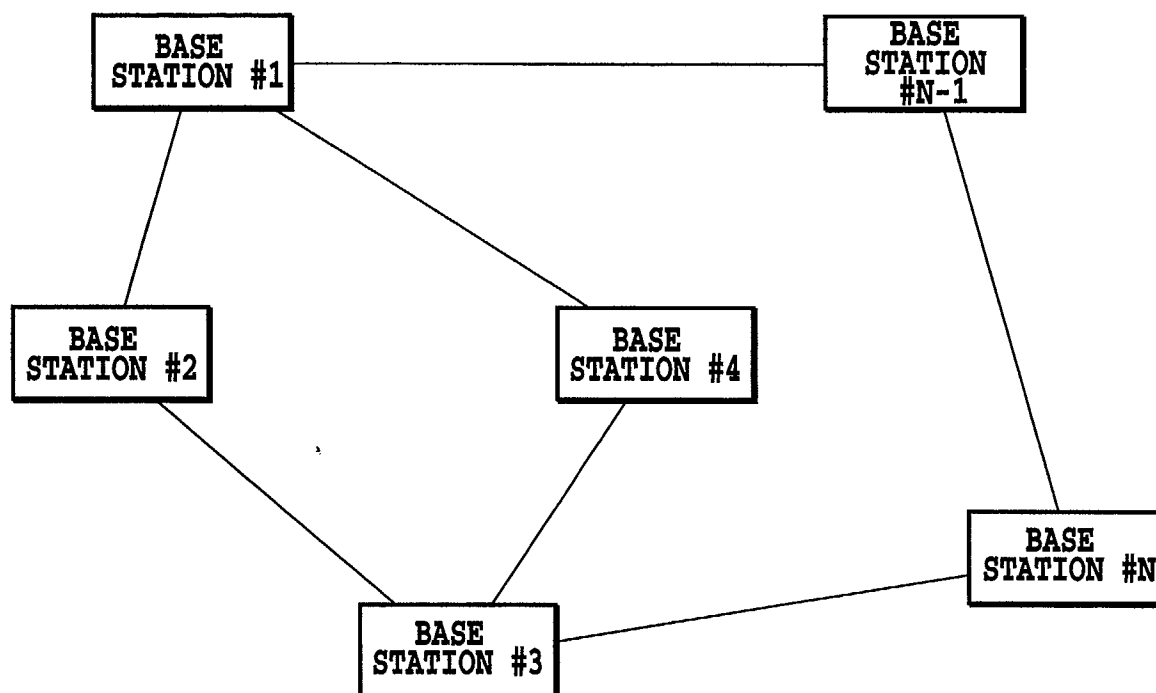 BASE
STATION #1
BASE
STATION
#N-1
BASE
STATION #2
BASE
STATION #4
BASE
STATION #N
BASE
STATION #3